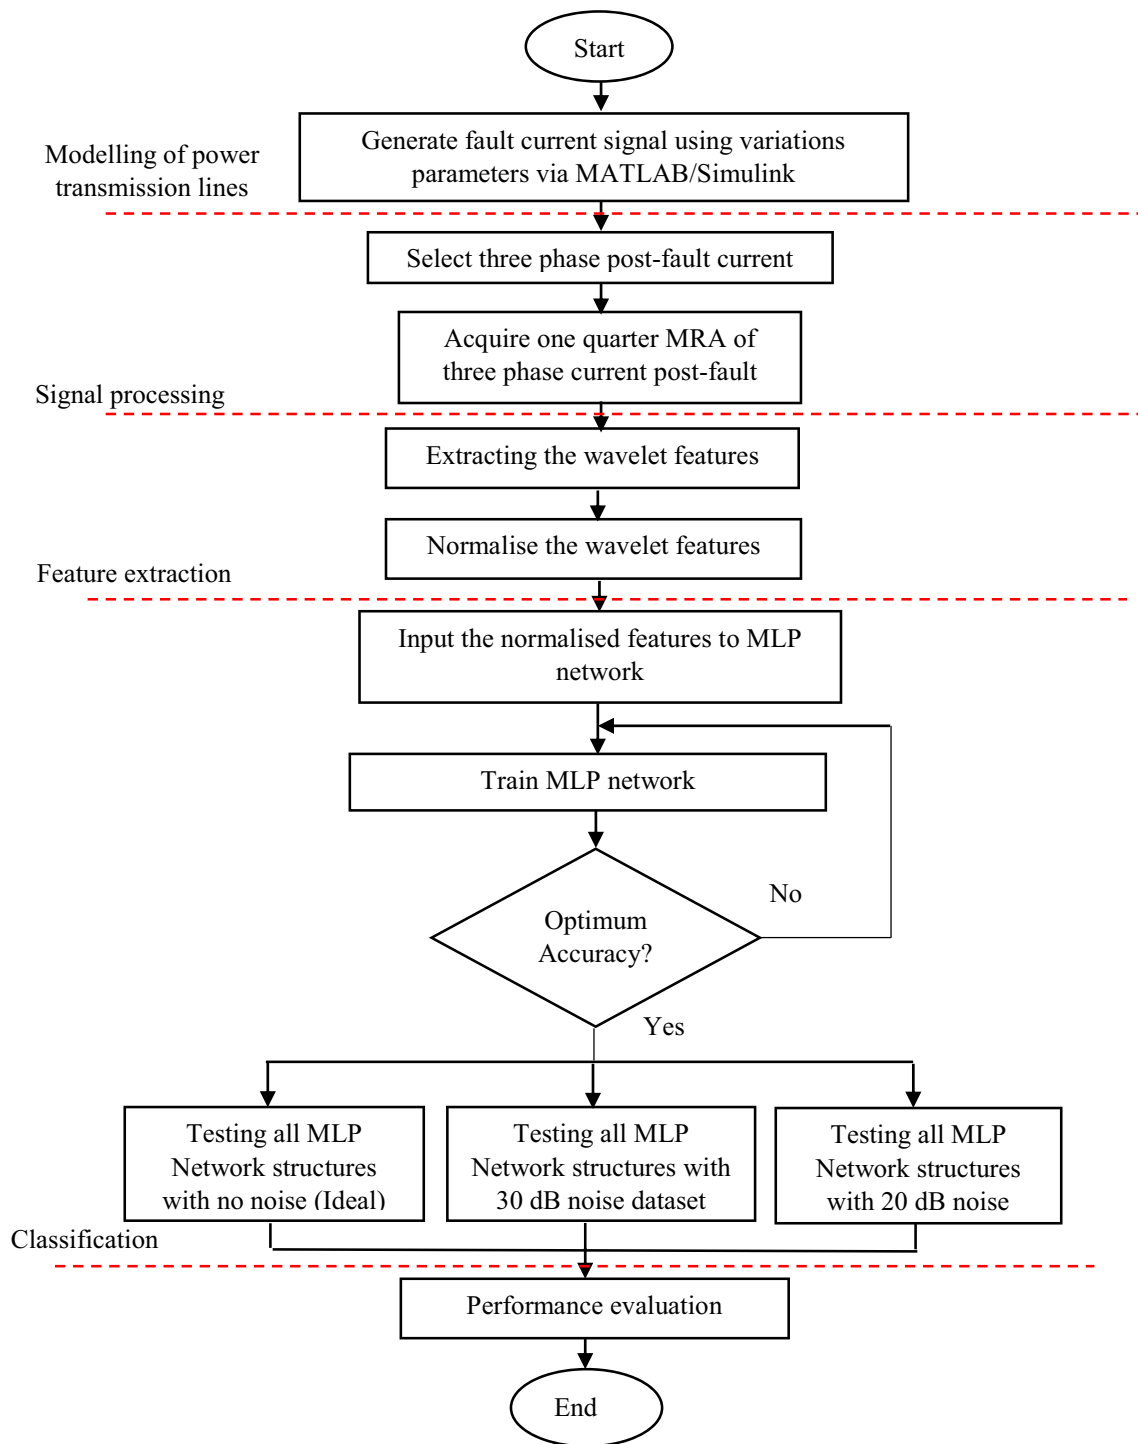 Start
Generate fault current signal using variations
parameters via MATLAB/Simulink
Modelling of power
transmission lines
Select three phase post-fault current
Acquire one quarter MRA of
three phase current post-fault
Signal processing
Extracting the wavelet features
Normalise the wavelet features
Feature extraction
Input the normalised features to MLP
network
Train MLP network
No
Optimum
Accuracy?
Yes
Testing all MLP
Network structures
with no noise (Ideal)
Testing all MLP
Network structures with
30 dB noise dataset
Testing all MLP
Network structures
with 20 dB noise
Classification
Performance evaluation
End